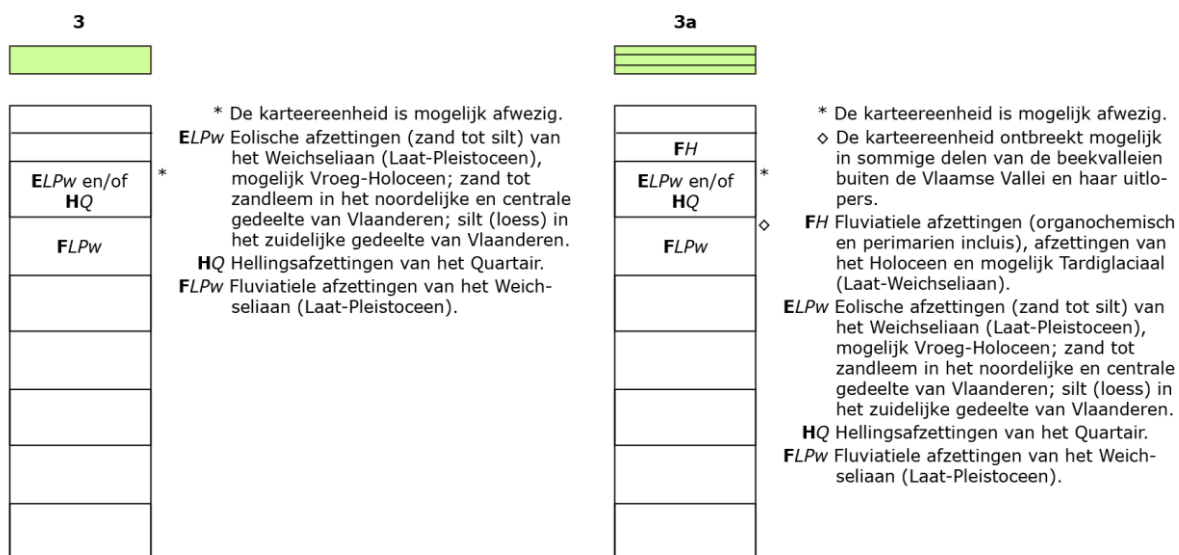 3
ELPw en/of
HQ
*
FLPw
* De karteereenheid is mogelijk afwezig.
ELPw Eolische afzettingen (zand tot silt) van
het Weichseliaan (Laat-Pleistoceen),
mogelijk Vroeg-Holoceen; zand tot
zandleem in het noordelijke en centrale
gedeelte van Vlaanderen; silt (loess) in
het zuidelijke gedeelte van Vlaanderen.
HQ Hellingsafzettingen van het Quartair.
FLPw Fluviatiele afzettingen van het Weich-
seliaan (Laat-Pleistoceen).
3a
FH
ELPw en/of
HQ
*
◇
FLPw
* De karteereenheid is mogelijk afwezig.
◇ De karteereenheid ontbreekt mogelijk
in sommige delen van de beekvalleien
buiten de Vlaamse Vallei en haar uitlo-
pers.
FH Fluviatiele afzettingen (organochemisch
en perimarien incluis), afzettingen van
het Holoceen en mogelijk Tardiglaciaal
(Laat-Weichseliaan).
ELPw Eolische afzettingen (zand tot silt) van
het Weichseliaan (Laat-Pleistoceen),
mogelijk Vroeg-Holoceen; zand tot
zandleem in het noordelijke en centrale
gedeelte van Vlaanderen; silt (loess) in
het zuidelijke gedeelte van Vlaanderen.
HQ Hellingsafzettingen van het Quartair.
FLPw Fluviatiele afzettingen van het Weich-
seliaan (Laat-Pleistoceen).